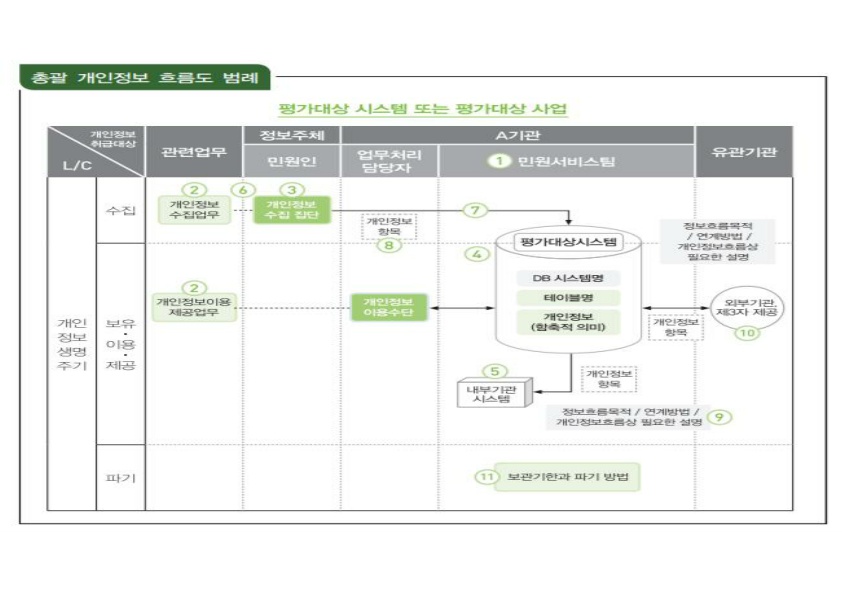 총괄 개인정보 흐름도 범례
평가대상 시스템 또는 평가대상 사업
개인정보
취급대상
L/C
관련업무
정보주체
A기관
유관기관
민원인
업무처리
담당자
① 민원서비스팀
개인
정보
생명
주기
수집
②
개인정보
수집업무
⑥
③
개인정보
수집 집단
⑦
개인정보
항목
⑧
④
평가대상시스템
정보흐름목적
/ 연계방법 /
개인정보흐름상
필요한 설명
보유
·
이용
·
제공
②
개인정보이용
제공업무
개인정보
이용수단
DB 시스템명
테이블명
개인정보
(함축적 의미)
개인정보
항목
외부기관,
제3자 제공
⑩
⑤
내부기관
시스템
개인정보
항목
정보흐름목적 / 연계방법 /
개인정보흐름상 필요한 설명
⑨
파기
⑪ 보관기한과 파기 방법